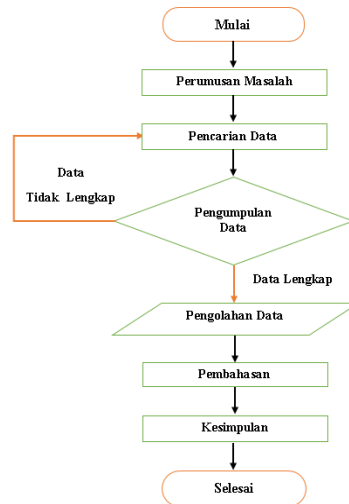 Mulai
Perumusan Masalah
Pencarian Data
Data
Tidak Lengkap
Pengumpulan
Data
Data Lengkap
Pengolahan Data
Pembahasan
Kesimpulan
Selesai